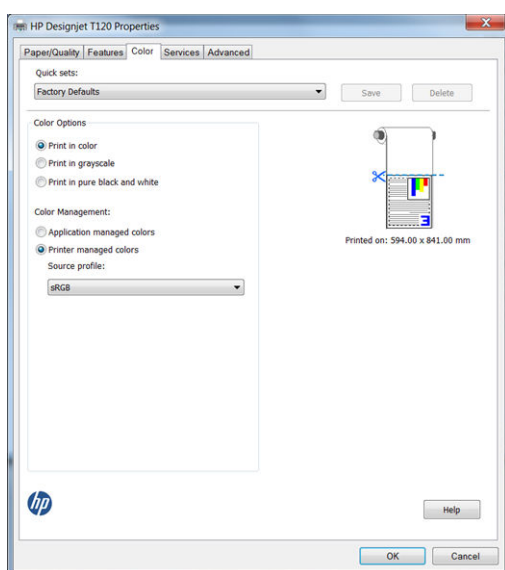 HP Designjet T120 Properties
Paper/Quality Features Color Services Advanced
Quick sets:
Factory Defaults
Save Delete
Color Options
Print in color
Print in grayscale
Print in pure black and white
Color Management:
Application managed colors
Printer managed colors
Source profile:
sRGB
Printed on: 594.00 x 841.00 mm
hp
Help
OK Cancel